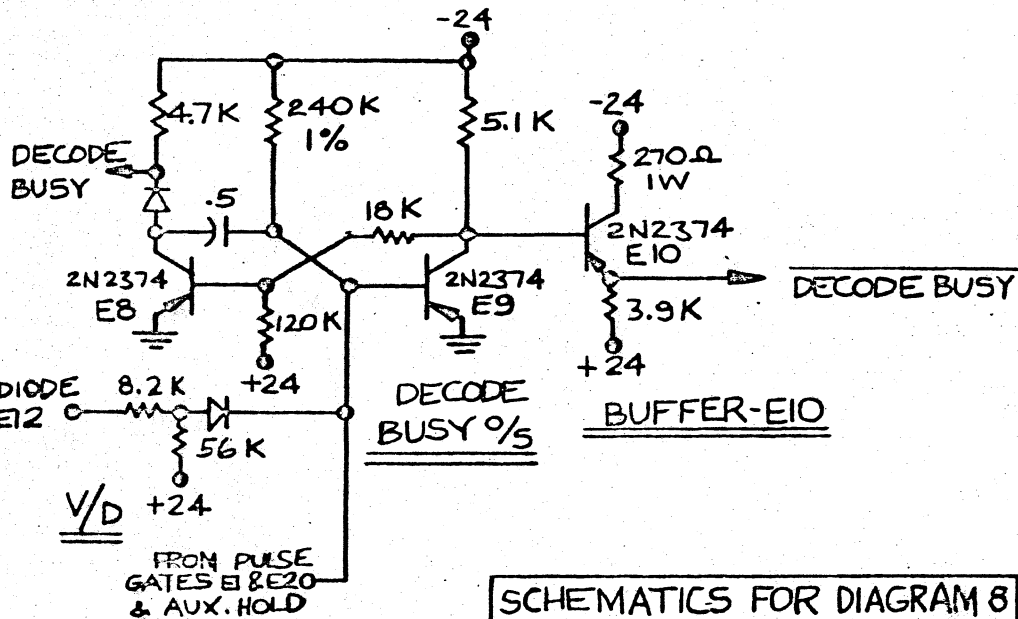 -24
4.7K
240K
1%
5.1K
-24
270Ω
1W
DECODE
BUSY
.5
18K
2N2374
E8
2N2374
E9
2N2374
E10
DECODE BUSY
120K
+24
3.9K
+24
DIODE
E12
8.2K
56K
+24
V/D
DECODE
BUSY O/S
BUFFER-E10
FROM PULSE
GATES E1 & E20
& AUX. HOLD
SCHEMATICS FOR DIAGRAM 8